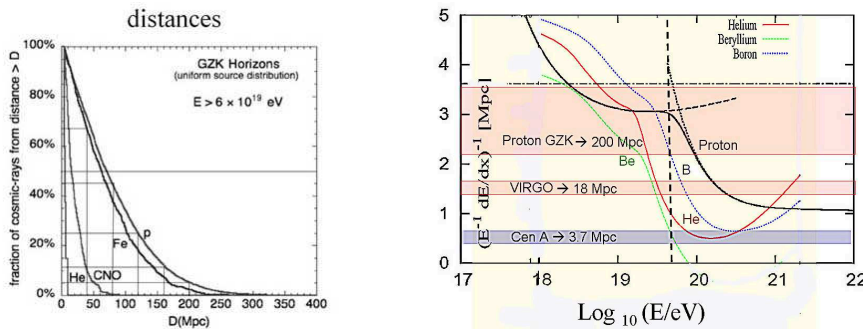 distances
100%
80%
60%
40%
20%
0%
fraction of cosmic-rays from distance > D
GZK Horizons
(uniform source distribution)
E > 6 × 10¹⁹ eV
He
CNO
Fe
p
0 50 100 150 200 250 300 350 400
D(Mpc)
5
4
3
2
1
0
(E⁻¹ dE/dx)⁻¹ [Mpc]
Helium
Beryllium
Boron
Proton GZK → 200 Mpc
Proton
Be
B
VIRGO → 18 Mpc
He
Cen A → 3.7 Mpc
17 18 19 20 21 22
Log ₁₀ (E/eV)